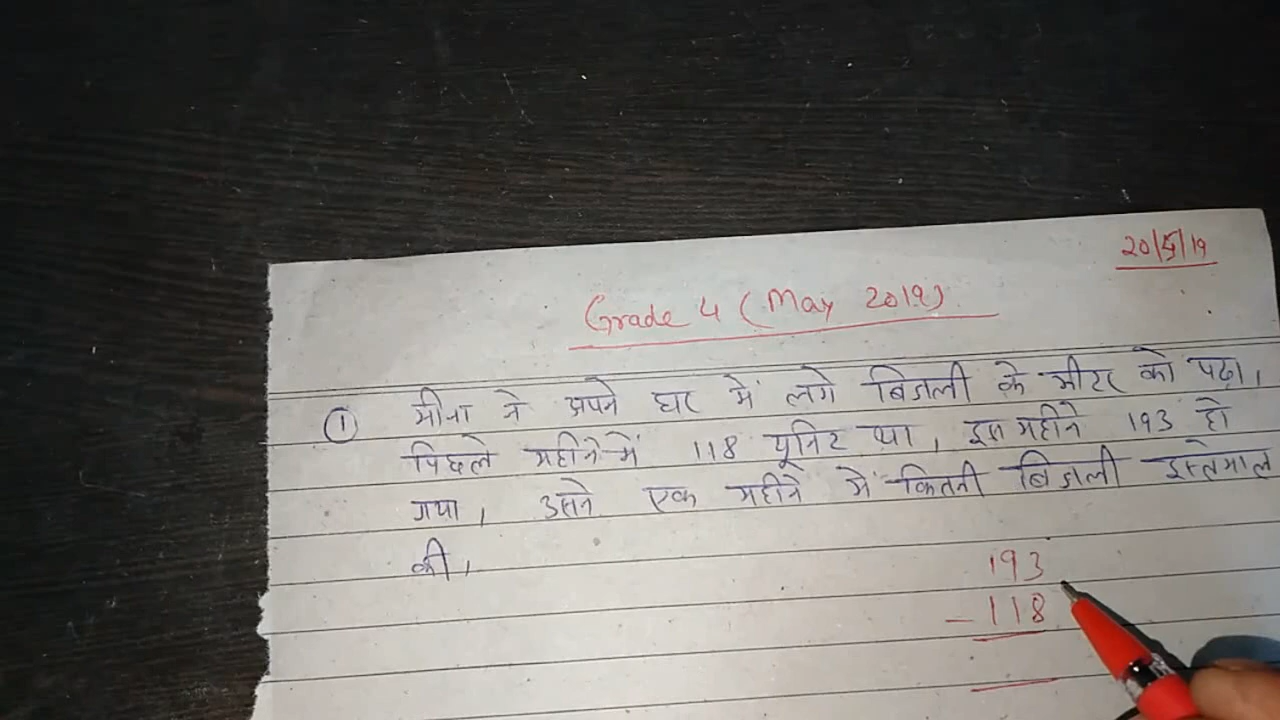 20/5/19
Grade 4 (May 2019)
① मीना ने अपने घर में लगे बिजली के मीटर को पढ़ा।
पिछले महीने में 118 यूनिट था, इस महीने 193 हो
गया। उसने एक महीने में कितनी बिजली इस्तेमाल
की।
193
- 118